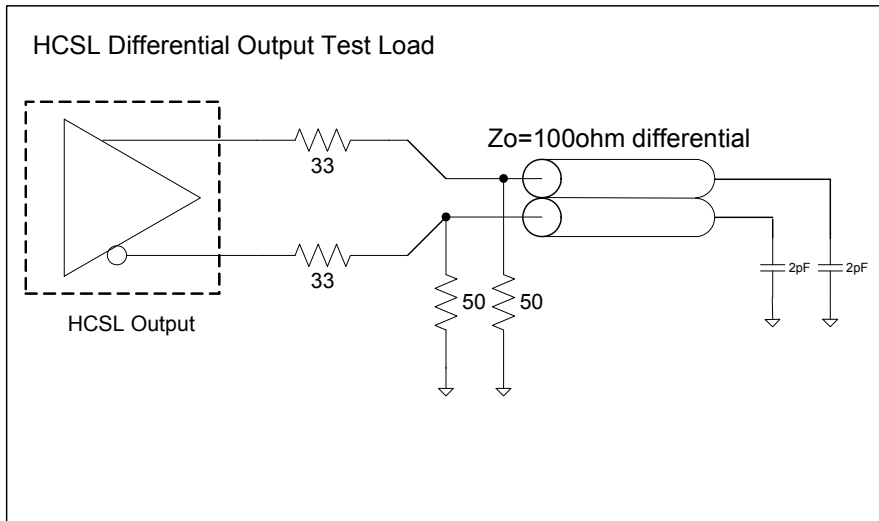 HCSL Differential Output Test Load
Zo=100ohm differential
33
33
50
50
2pF
2pF
HCSL Output